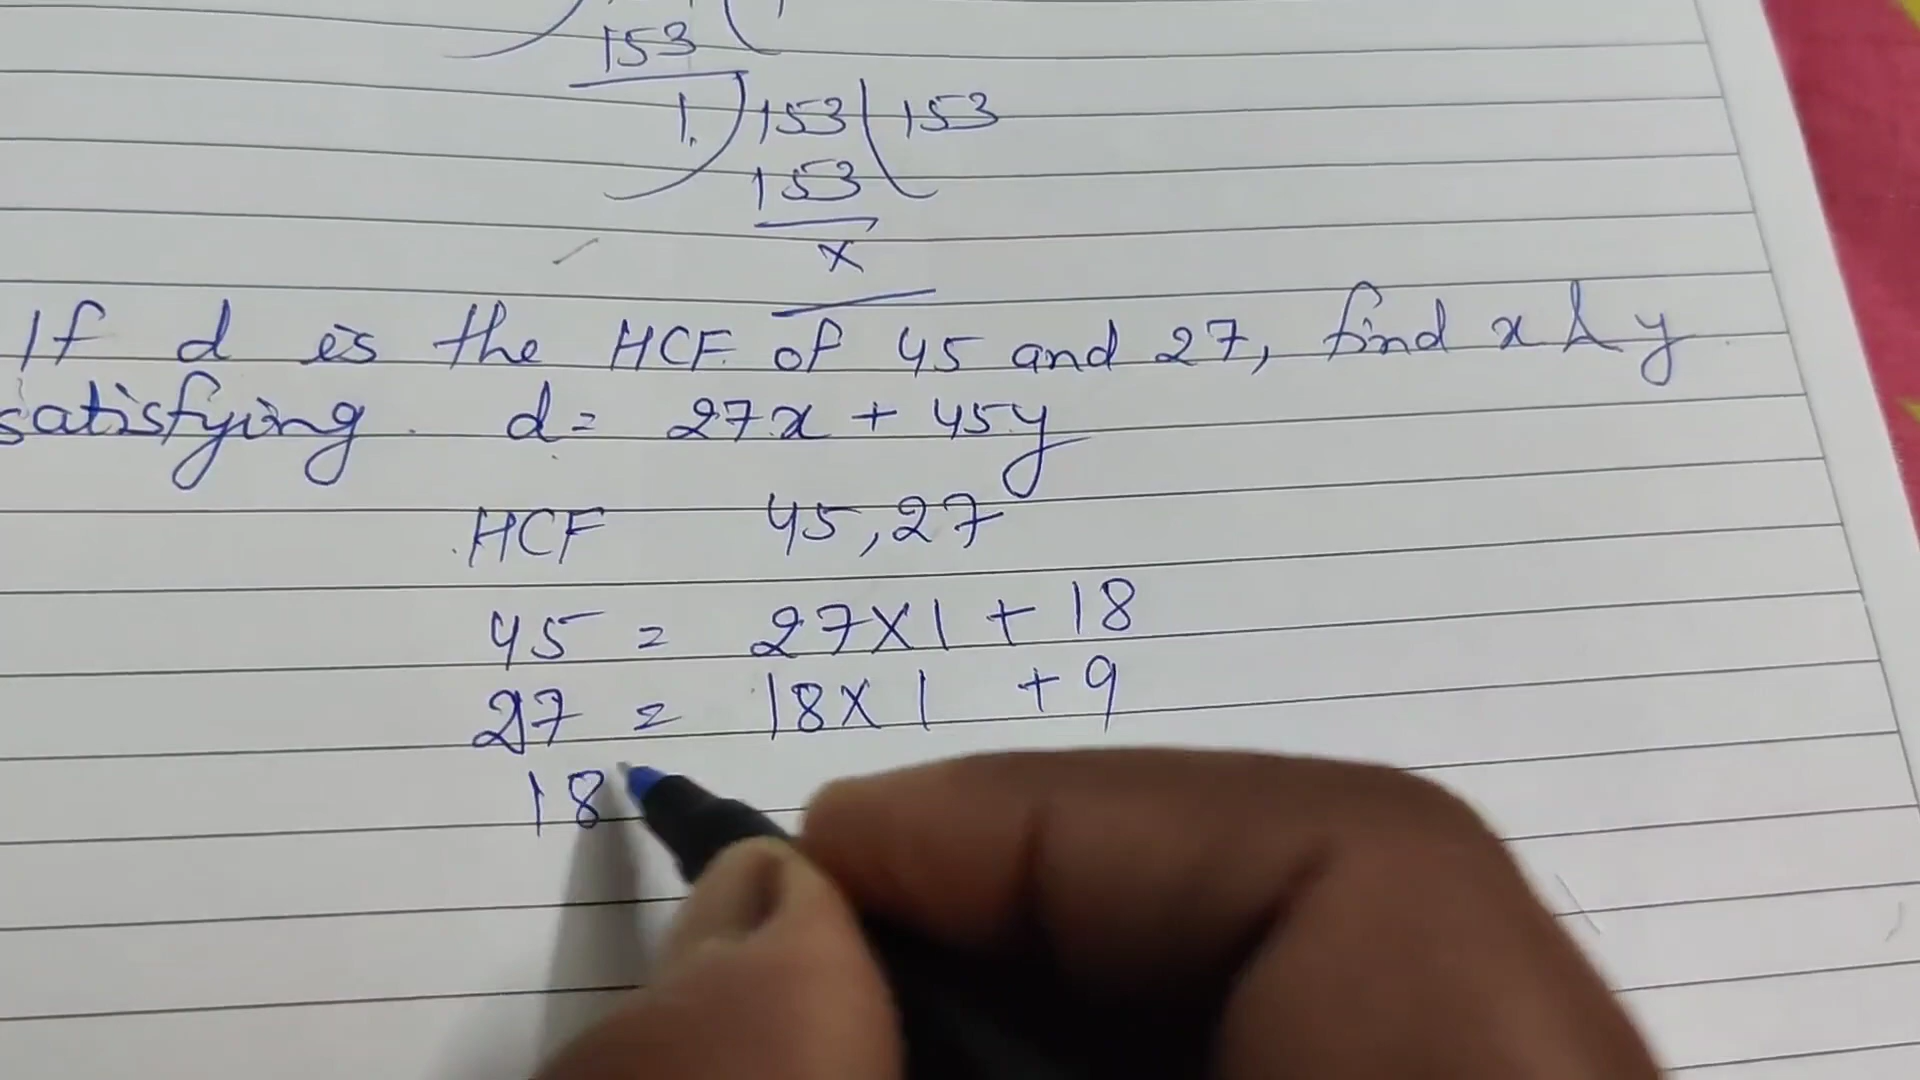 153
1. ) 153 ( 153
153
x
If d is the HCF of 45 and 27, find x & y
satisfying d = 27x + 45y
HCF 45, 27
45 = 27 X 1 + 18
27 = 18 X 1 + 9
18